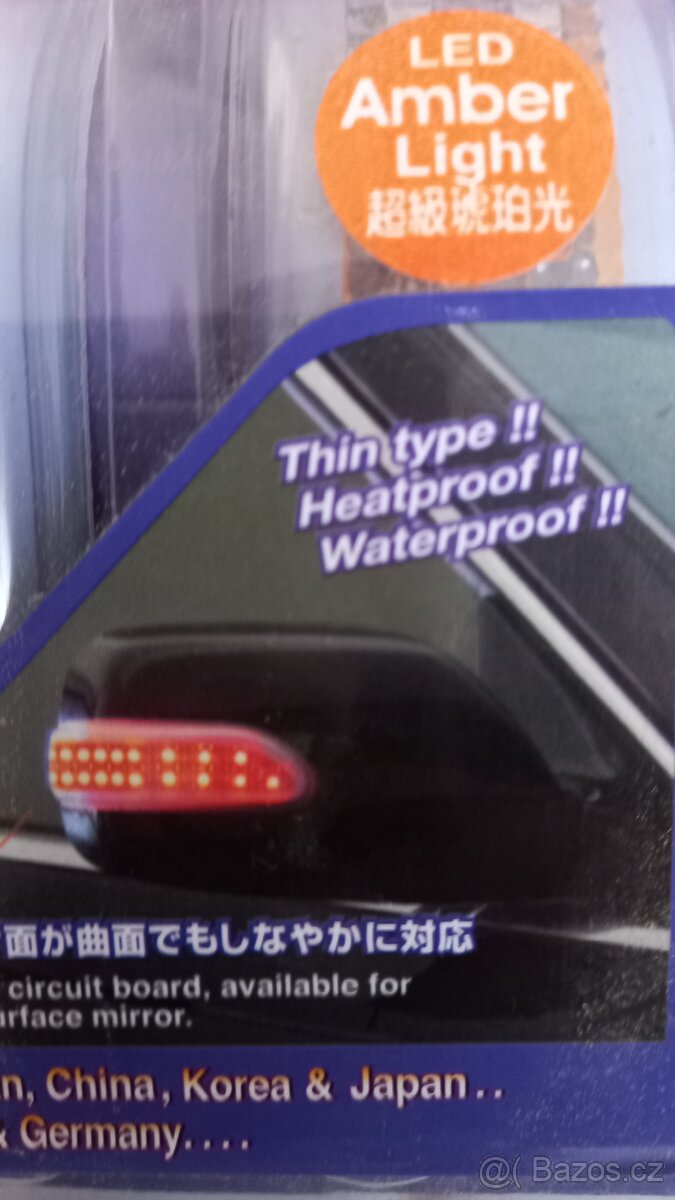 LED
Amber
Light
超級琥珀光
Thin type !!
Heatproof !!
Waterproof !!
面が曲面でもしなやかに対応
circuit board, available for
urface mirror.
n, China, Korea & Japan..
& Germany....
@( Bazos.cz